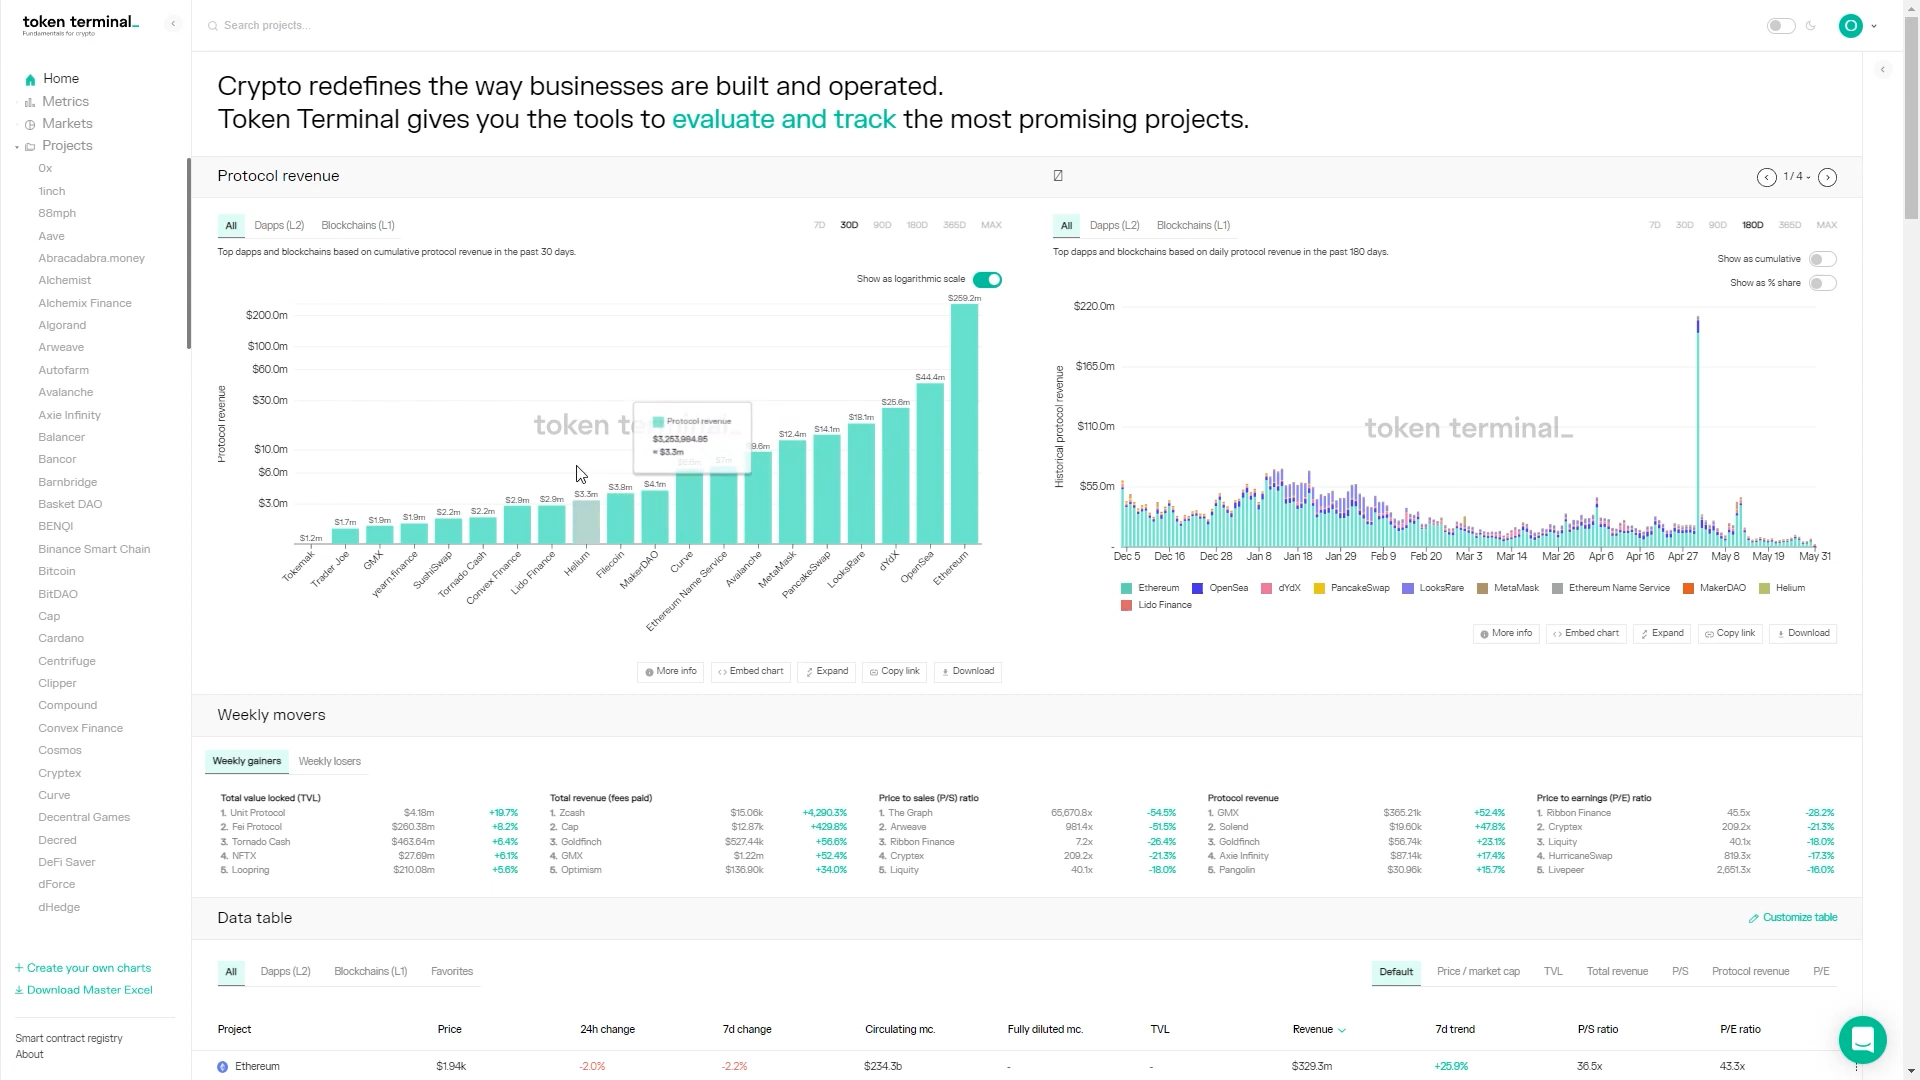 token terminal_
Fundamentals for crypto
Search projects...
Home
Metrics
Markets
Projects
0x
1inch
88mph
Aave
Abracadabra.money
Alchemist
Alchemix Finance
Algorand
Arweave
Autofarm
Avalanche
Axie Infinity
Balancer
Bancor
Barnbridge
Basket DAO
BENQI
Binance Smart Chain
Bitcoin
BitDAO
Cap
Cardano
Centrifuge
Clipper
Compound
Convex Finance
Cosmos
Cryptex
Curve
Decentral Games
Decred
DeFi Saver
dForce
dHedge
+ Create your own charts
Download Master Excel
Smart contract registry
About
Crypto redefines the way businesses are built and operated.
Token Terminal gives you the tools to evaluate and track the most promising projects.
Protocol revenue
1 / 4
All Dapps (L2) Blockchains (L1) 7D 30D 90D 180D 365D MAX
Top dapps and blockchains based on cumulative protocol revenue in the past 30 days.
Show as logarithmic scale
Protocol revenue
$200.0m
$100.0m
$60.0m
$30.0m
$10.0m
$6.0m
$3.0m
token
Protocol revenue
$3,253,984.85
≈ $3.3m
$1.2m $1.7m $1.9m $1.9m $2.2m $2.2m $2.9m $2.9m $3.3m $3.8m $4.1m $9.6m $12.4m $14.1m $18.1m $25.6m $44.4m $259.2m
Tokemak Trader Joe GMX yearn.finance SushiSwap Tornado Cash Convex Finance Lido Finance Helium Filecoin MakerDAO Curve Ethereum Name Service Avalanche MetaMask PancakeSwap LooksRare dYdX OpenSea Ethereum
More info Embed chart Expand Copy link Download
All Dapps (L2) Blockchains (L1) 7D 30D 90D 180D 365D MAX
Top dapps and blockchains based on daily protocol revenue in the past 180 days.
Show as cumulative
Show as % share
Historical protocol revenue
$220.0m
$165.0m
$110.0m
$55.0m
-
token terminal_
Dec 5 Dec 16 Dec 28 Jan 8 Jan 18 Jan 29 Feb 9 Feb 20 Mar 3 Mar 14 Mar 26 Apr 6 Apr 16 Apr 27 May 8 May 19 May 31
Ethereum OpenSea dYdX PancakeSwap LooksRare MetaMask Ethereum Name Service MakerDAO Helium
Lido Finance
More info Embed chart Expand Copy link Download
Weekly movers
Weekly gainers Weekly losers
Total value locked (TVL)
1. Unit Protocol $4.18m +19.7%
2. Fei Protocol $260.38m +8.2%
3. Tornado Cash $463.64m +6.4%
4. NFTX $27.69m +6.1%
5. Loopring $210.08m +5.6%
Total revenue (fees paid)
1. Zcash $15.06k +4,290.3%
2. Cap $12.87k +429.8%
3. Goldfinch $527.44k +56.6%
4. GMX $1.22m +52.4%
5. Optimism $136.90k +34.0%
Price to sales (P/S) ratio
1. The Graph 65,670.8x -54.5%
2. Arweave 981.4x -51.5%
3. Ribbon Finance 7.2x -26.4%
4. Cryptex 209.2x -21.3%
5. Liquity 40.1x -18.0%
Protocol revenue
1. GMX $365.21k +52.4%
2. Solend $19.60k +47.8%
3. Goldfinch $56.74k +23.1%
4. Axie Infinity $87.14k +17.4%
5. Pangolin $30.96k +15.7%
Price to earnings (P/E) ratio
1. Ribbon Finance 45.5x -28.2%
2. Cryptex 209.2x -21.3%
3. Liquity 40.1x -18.0%
4. HurricaneSwap 819.3x -17.3%
5. Livepeer 2,651.3x -16.0%
Data table
Customize table
All Dapps (L2) Blockchains (L1) Favorites
Default Price / market cap TVL Total revenue P/S Protocol revenue P/E
Project Price 24h change 7d change Circulating mc. Fully diluted mc. TVL Revenue 7d trend P/S ratio P/E ratio
Ethereum $1.94k -2.0% -2.2% $234.3b - - $329.3m +25.9% 36.5x 43.3x